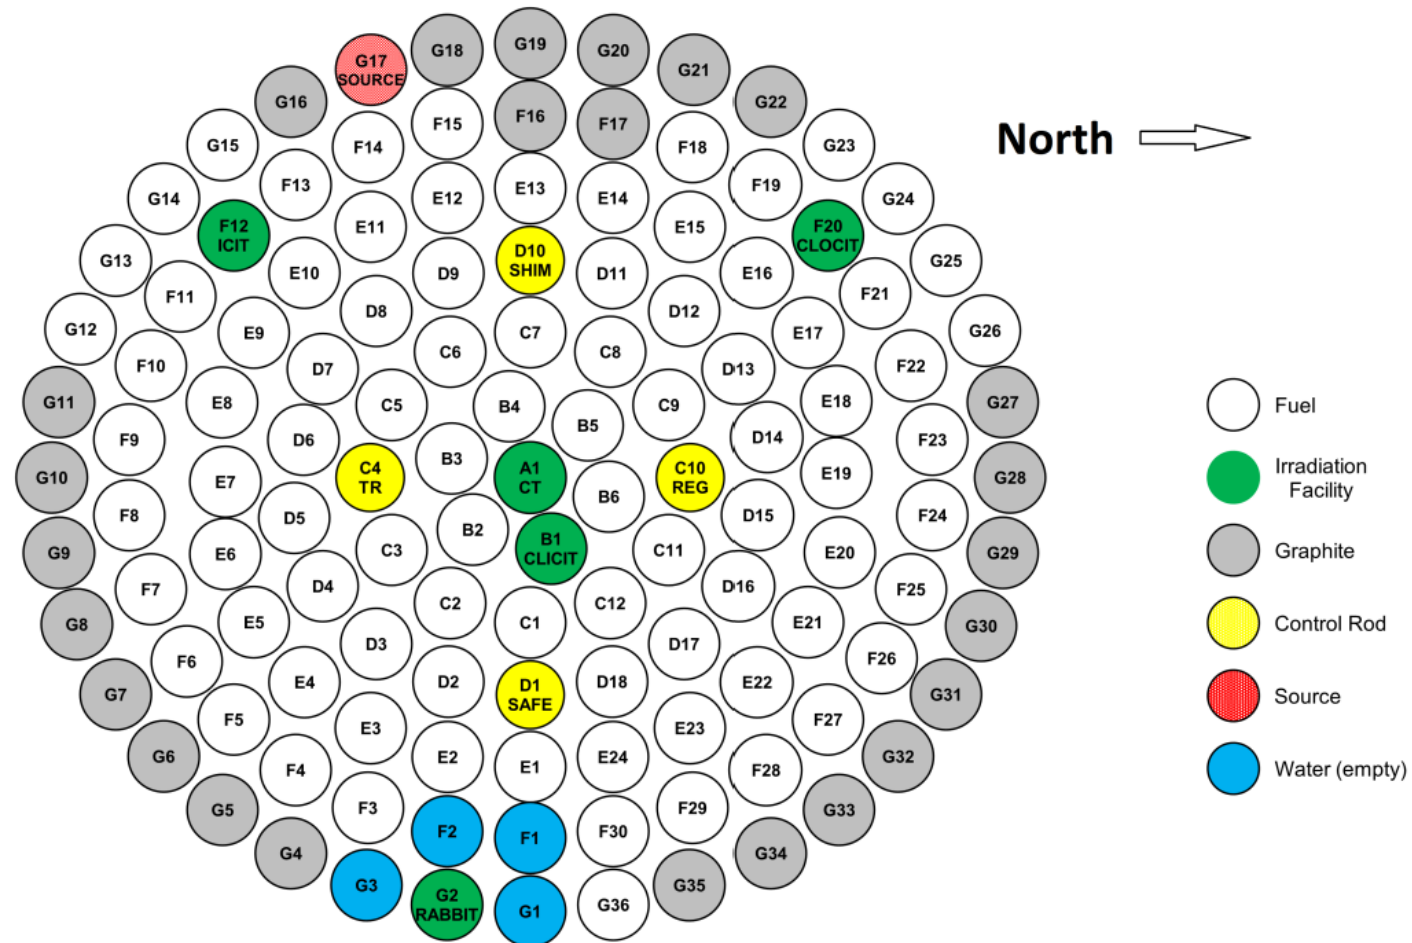 G19
G18
G20
G17
SOURCE
G21
G16
G22
F16
F15
F17
North
G15
F14
F18
G23
F13
F19
E13
G14
E12
E14
G24
F12
ICIT
E11
E15
F20
CLOCIT
G13
D10
SHIM
G25
E10
D9
D11
E16
F11
F21
D8
D12
G12
E9
C7
E17
G26
C6
C8
F10
D7
D13
F22
G11
E8
C5
B4
C9
E18
G27
Fuel
B5
F9
D6
D14
F23
B3
G10
E7
C4
TR
A1
CT
C10
REG
E19
G28
Irradiation
Facility
B6
F8
D5
B2
D15
F24
G9
E6
C3
B1
CLICIT
C11
E20
G29
Graphite
F7
D4
D16
F25
C2
C12
G8
E5
C1
E21
G30
Control Rod
D3
D17
F6
F26
G7
E4
D2
D1
SAFE
D18
E22
G31
Source
F5
F27
E3
E23
G6
E2
E1
E24
G32
Water (empty)
F4
F28
G5
F3
F29
G33
F2
F1
F30
G4
G34
G3
G35
G2
RABBIT
G1
G36